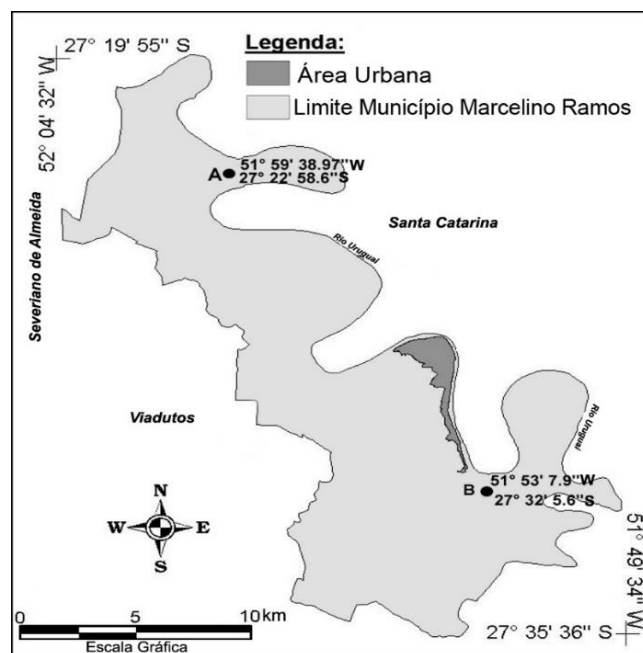 27° 19' 55" S
52° 04' 32" W
Legenda:
Área Urbana
Limite Município Marcelino Ramos
A
51° 59' 38.97"W
27° 22' 58.6"S
Severiano de Almeida
Santa Catarina
Rio Uruguai
Viadutos
Rio Uruguai
B
51° 53' 7.9"W
27° 32' 5.6"S
N
W
E
S
51° 49' 34" W
0 5 10km
Escala Gráfica
27° 35' 36" S